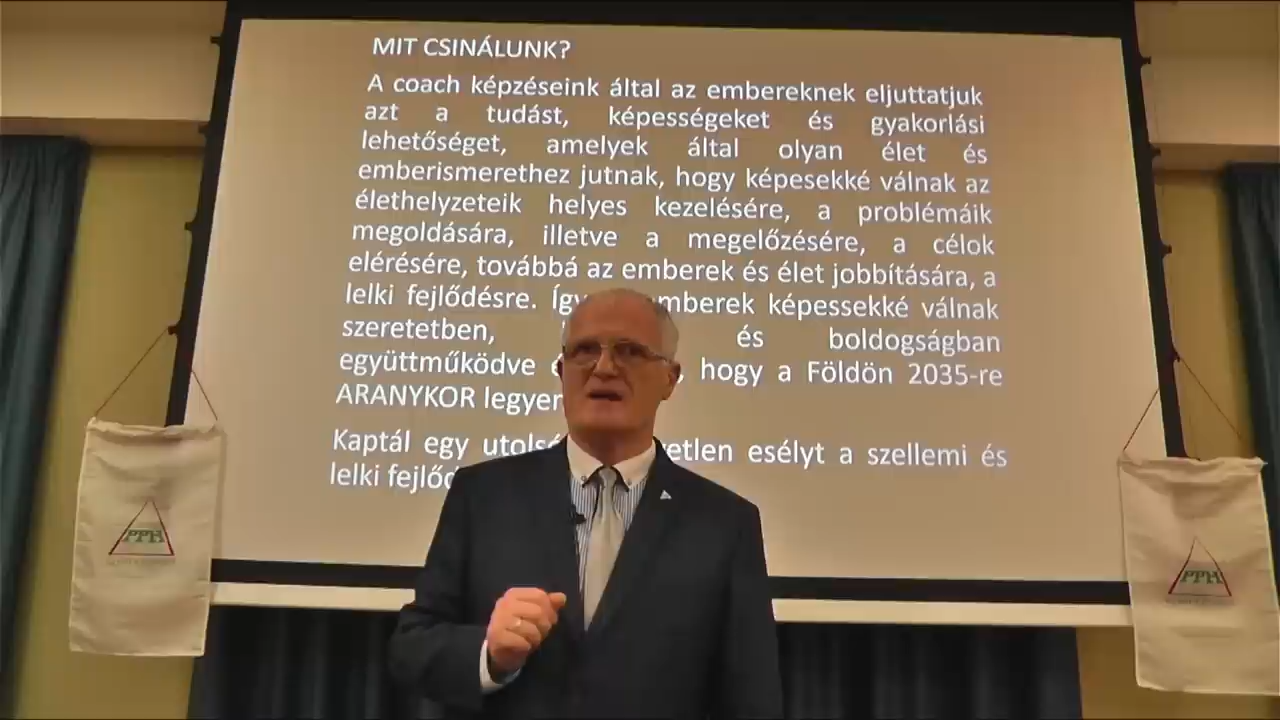 MIT CSINÁLUNK?
A coach képzéseink által az embereknek eljuttatjuk
azt a tudást, képességeket és gyakorlási
lehetőséget, amelyek által olyan élet és
emberismerethez jutnak, hogy képesekké válnak az
élethelyzeteik helyes kezelésére, a problémáik
megoldására, illetve a megelőzésére, a célok
elérésére, továbbá az emberek és élet jobbítására, a
lelki fejlődésre. emberek képessekké válnak
szeretetben, és boldogságban
együttműködve hogy a Földön 2035-re
ARANYKOR
Kaptál egy esélyt a szellemi és
lelki
PPH
PPH